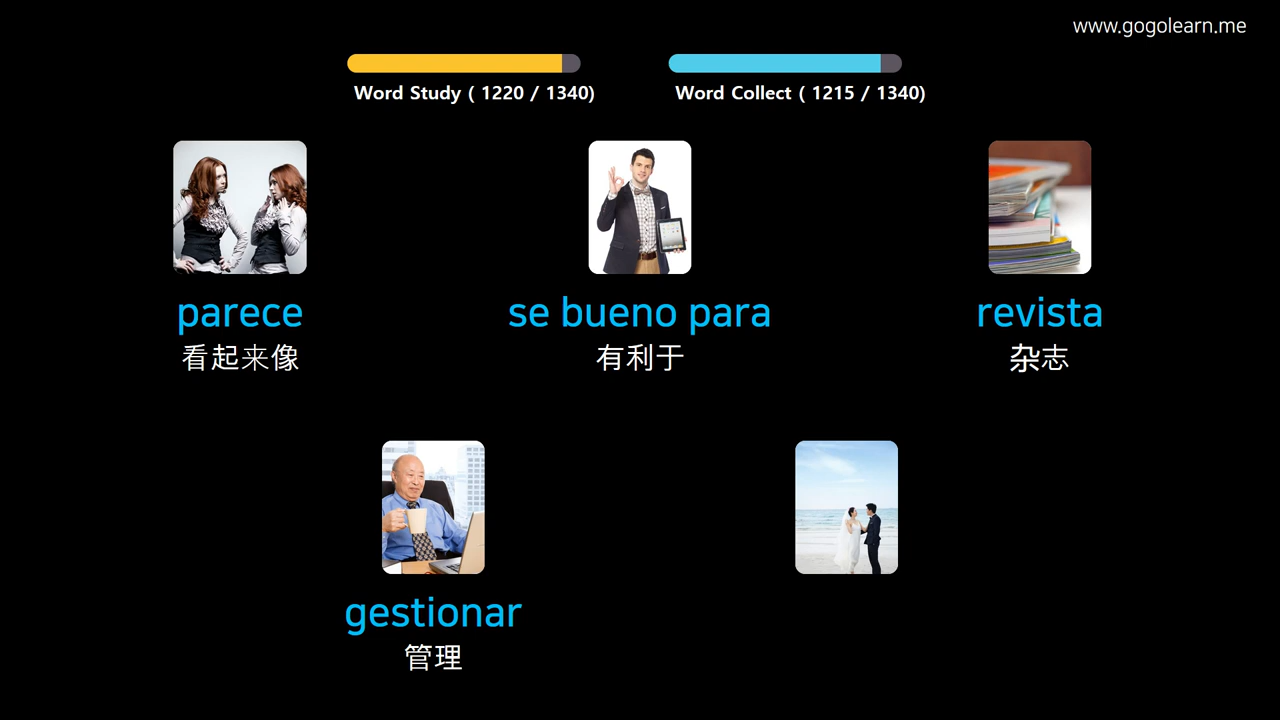 www.gogolearn.me
Word Study ( 1220 / 1340)
Word Collect ( 1215 / 1340)
parece
看起来像
se bueno para
有利于
revista
杂志
gestionar
管理